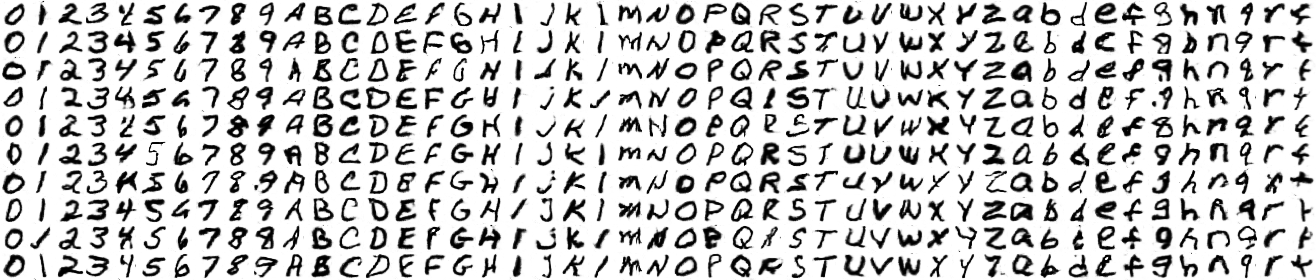 0 1 2 3 4 5 6 7 8 9 A B C D E F G H I J K l m N O P Q R S T U V W X Y Z a b d e f g h n q r t
0 1 2 3 4 5 6 7 8 9 A B C D E F G H I J K l m N O P Q R S T U V W X Y Z a b d e f g h n q r t
0 1 2 3 4 5 6 7 8 9 A B C D E F G H I J K l m N O P Q R S T U V W X Y Z a b d e f g h n q r t
0 1 2 3 4 5 6 7 8 9 A B C D E F G H I j K l m N O P Q R S T U V W X Y Z a b d e f g h n q r t
0 1 2 3 4 5 6 7 8 9 A B C D E F G H I J K l m N O P Q R S T U V W X Y Z a b d e f g h n q r t
0 1 2 3 4 5 6 7 8 9 A B C D E F G H I J K l m N O P Q R S T U V W X Y Z a b d e f g h n q r t
0 1 2 3 4 5 6 7 8 9 A B C D E F G H I j K l m N O P Q R S T U V W X Y Z a b d e f g h n q r t
0 1 2 3 4 5 6 7 8 9 A B C D E F G H I J K l m N O P Q R S T U V W X Y Z a b d e f g h n q r t
0 1 2 3 4 5 6 7 8 9 A B C D E F G H I J K l m N O P Q R S T U V W X Y Z a b d e f g h n q r t
0 1 2 3 4 5 6 7 8 9 A B C D E F G H I J K l m N O P Q R S T U V W X Y Z a b d e f g h n q r t